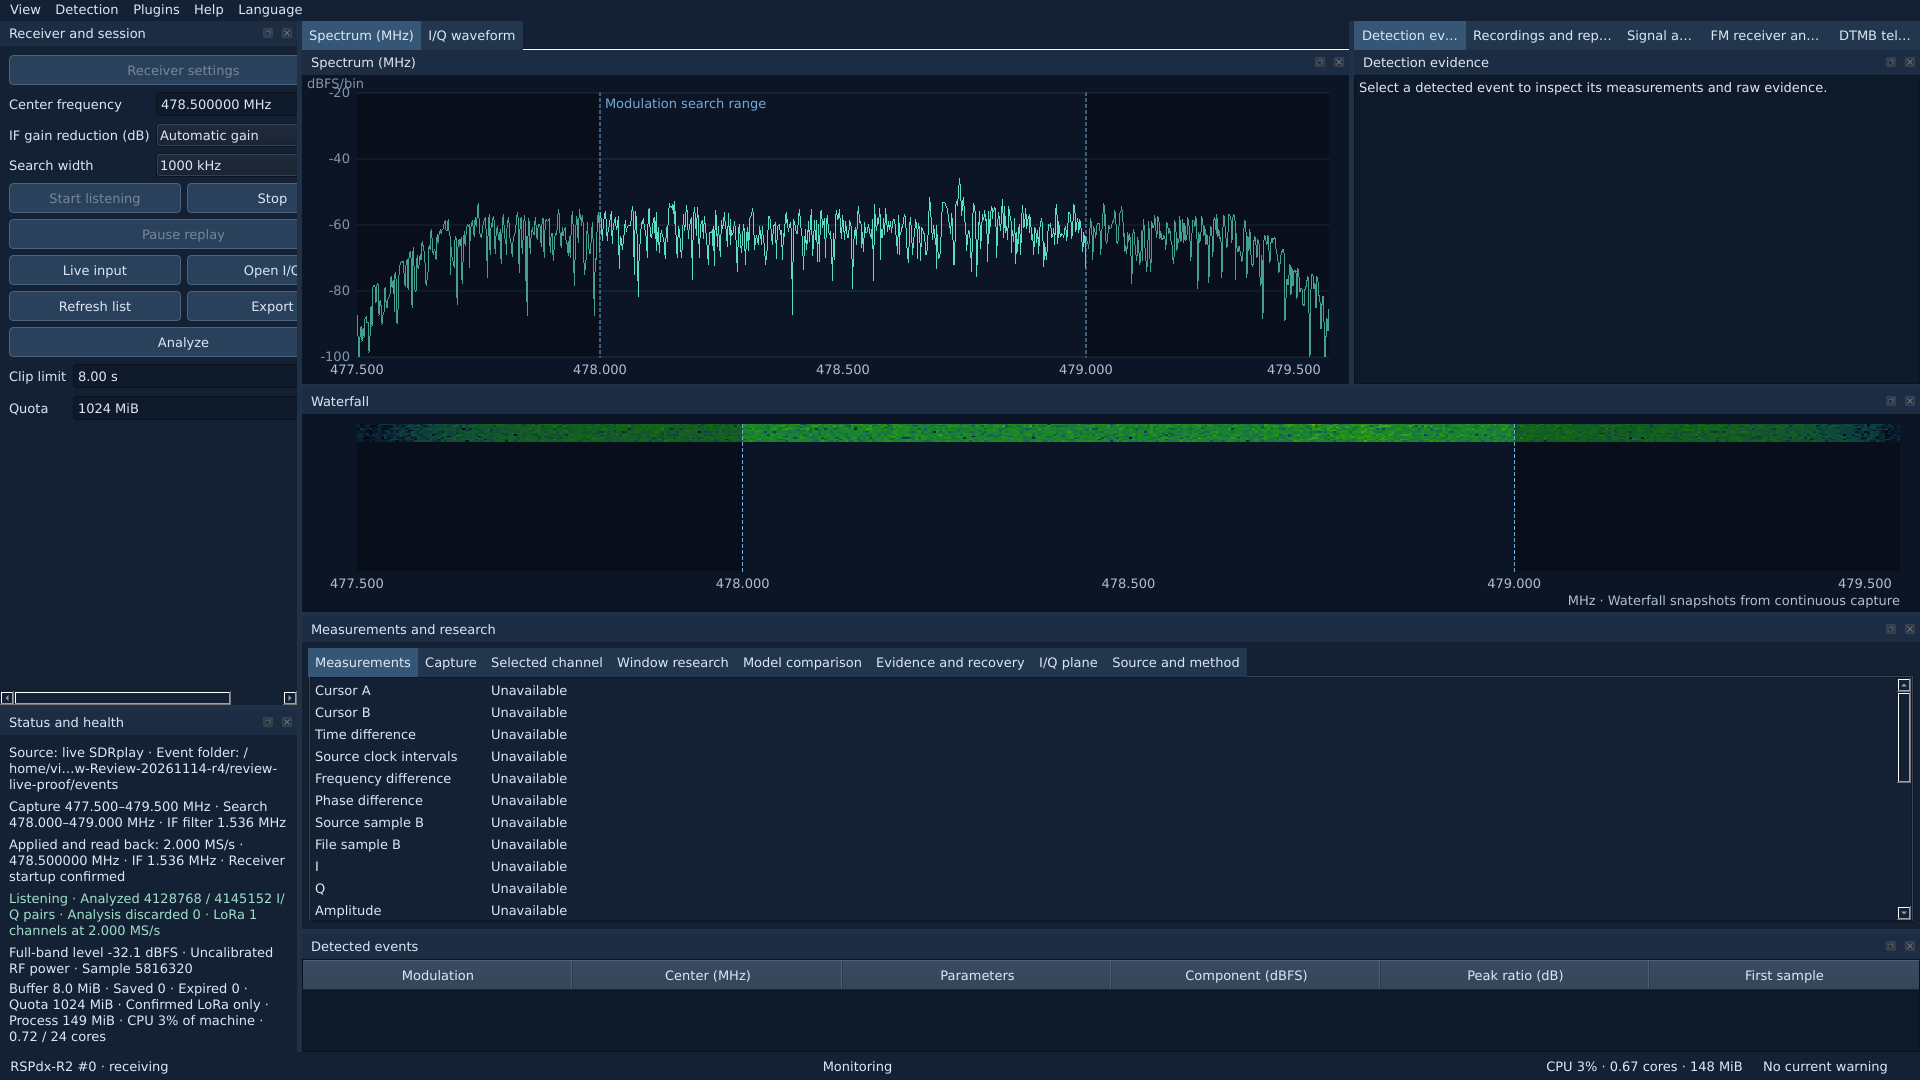 View Detection Plugins Help Language
Receiver and session
Receiver settings
Center frequency 478.500000 MHz
IF gain reduction (dB) Automatic gain
Search width 1000 kHz
Start listening Stop
Pause replay
Live input Open I/Q
Refresh list Export
Analyze
Clip limit 8.00 s
Quota 1024 MiB
Status and health
Source: live SDRplay · Event folder: /
home/vi...w-Review-20261114-r4/review-
live-proof/events
Capture 477.500–479.500 MHz · Search
478.000–479.000 MHz · IF filter 1.536 MHz
Applied and read back: 2.000 MS/s ·
478.500000 MHz · IF 1.536 MHz · Receiver
startup confirmed
Listening · Analyzed 4128768 / 4145152 I/
Q pairs · Analysis discarded 0 · LoRa 1
channels at 2.000 MS/s
Full-band level -32.1 dBFS · Uncalibrated
RF power · Sample 5816320
Buffer 8.0 MiB · Saved 0 · Expired 0 ·
Quota 1024 MiB · Confirmed LoRa only ·
Process 149 MiB · CPU 3% of machine ·
0.72 / 24 cores
Spectrum (MHz) I/Q waveform
Spectrum (MHz)
dBFS/bin
Modulation search range
-20
-40
-60
-80
-100
477.500 478.000 478.500 479.000 479.500
Detection ev... Recordings and rep... Signal a... FM receiver an... DTMB tel...
Detection evidence
Select a detected event to inspect its measurements and raw evidence.
Waterfall
477.500 478.000 478.500 479.000 479.500
MHz · Waterfall snapshots from continuous capture
Measurements and research
Measurements Capture Selected channel Window research Model comparison Evidence and recovery I/Q plane Source and method
Cursor A Unavailable
Cursor B Unavailable
Time difference Unavailable
Source clock intervals Unavailable
Frequency difference Unavailable
Phase difference Unavailable
Source sample B Unavailable
File sample B Unavailable
I Unavailable
Q Unavailable
Amplitude Unavailable
Detected events
Modulation Center (MHz) Parameters Component (dBFS) Peak ratio (dB) First sample
RSPdx-R2 #0 · receiving Monitoring CPU 3% · 0.67 cores · 148 MiB No current warning